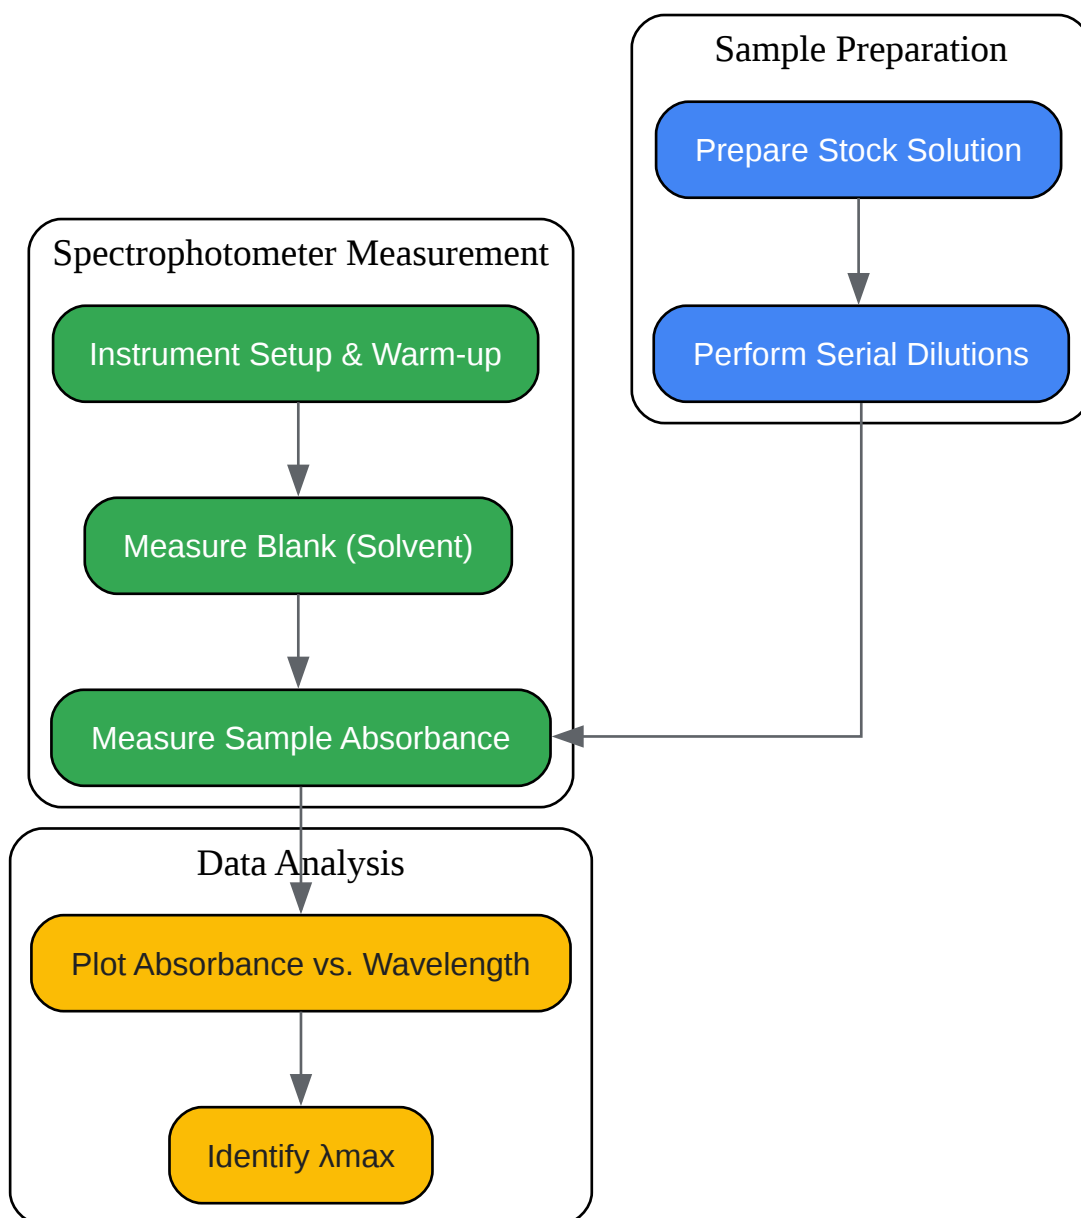 Sample Preparation
Prepare Stock Solution
Perform Serial Dilutions
Spectrophotometer Measurement
Instrument Setup & Warm-up
Measure Blank (Solvent)
Measure Sample Absorbance
Data Analysis
Plot Absorbance vs. Wavelength
Identify λmax